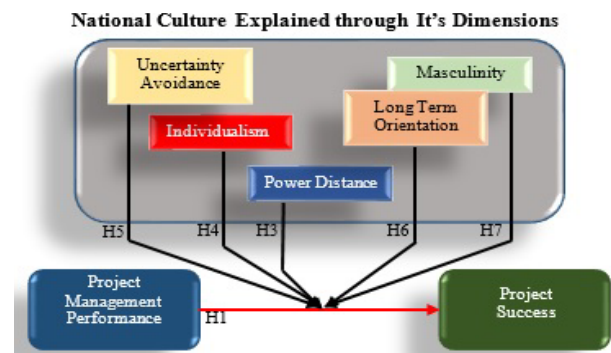 National Culture Explained through It's Dimensions
Uncertainty
Avoidance
Masculinity
Long Term
Orientation
Individualism
Power Distance
H5
H4
H3
H6
H7
Project
Management
Performance
H1
Project
Success